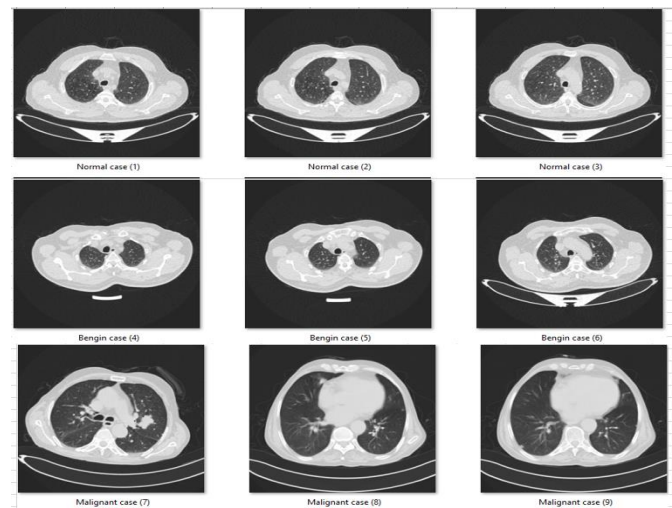 Normal case (1)
Normal case (2)
Normal case (3)
Bengin case (4)
Bengin case (5)
Bengin case (6)
Malignant case (7)
Malignant case (8)
Malignant case (9)